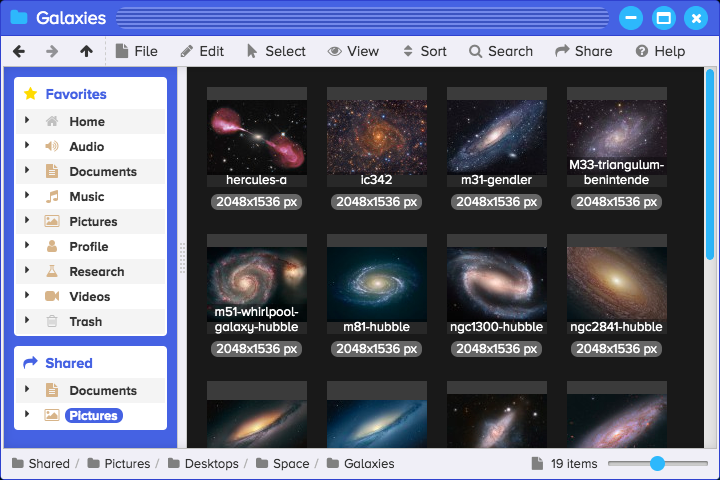 Galaxies
File Edit Select View Sort Search Share Help
Favorites
Home
Audio
Documents
Music
Pictures
Profile
Research
Videos
Trash
Shared
Documents
Pictures
hercules-a
2048x1536 px
ic342
2048x1536 px
m31-gendler
2048x1536 px
M33-triangulum-
benintende
2048x1536 px
m51-whirlpool-
galaxy-hubble
2048x1536 px
m81-hubble
2048x1536 px
ngc1300-hubble
2048x1536 px
ngc2841-hubble
2048x1536 px
Shared / Pictures / Desktops / Space / Galaxies
19 items